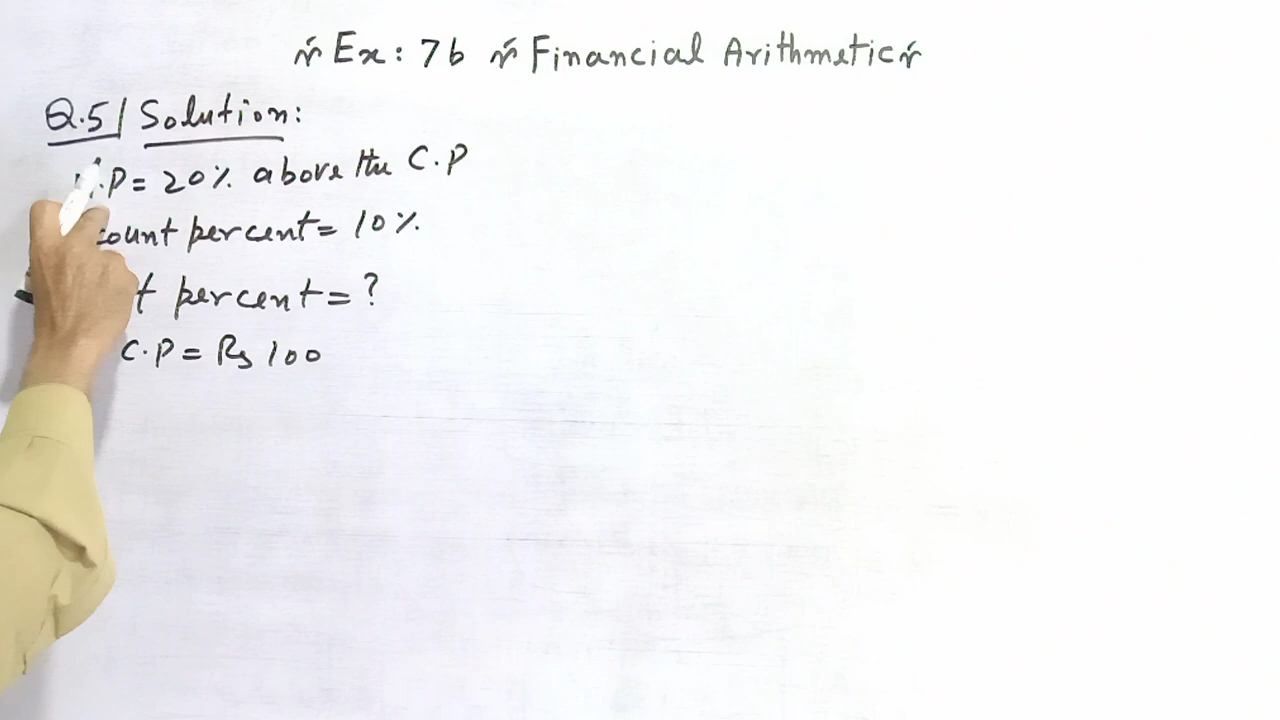 Ex: 7b Financial Arithmetic
Q.5/ Solution:
.P = 20% above the C.P
count percent = 10%
t percent = ?
C.P = Rs 100